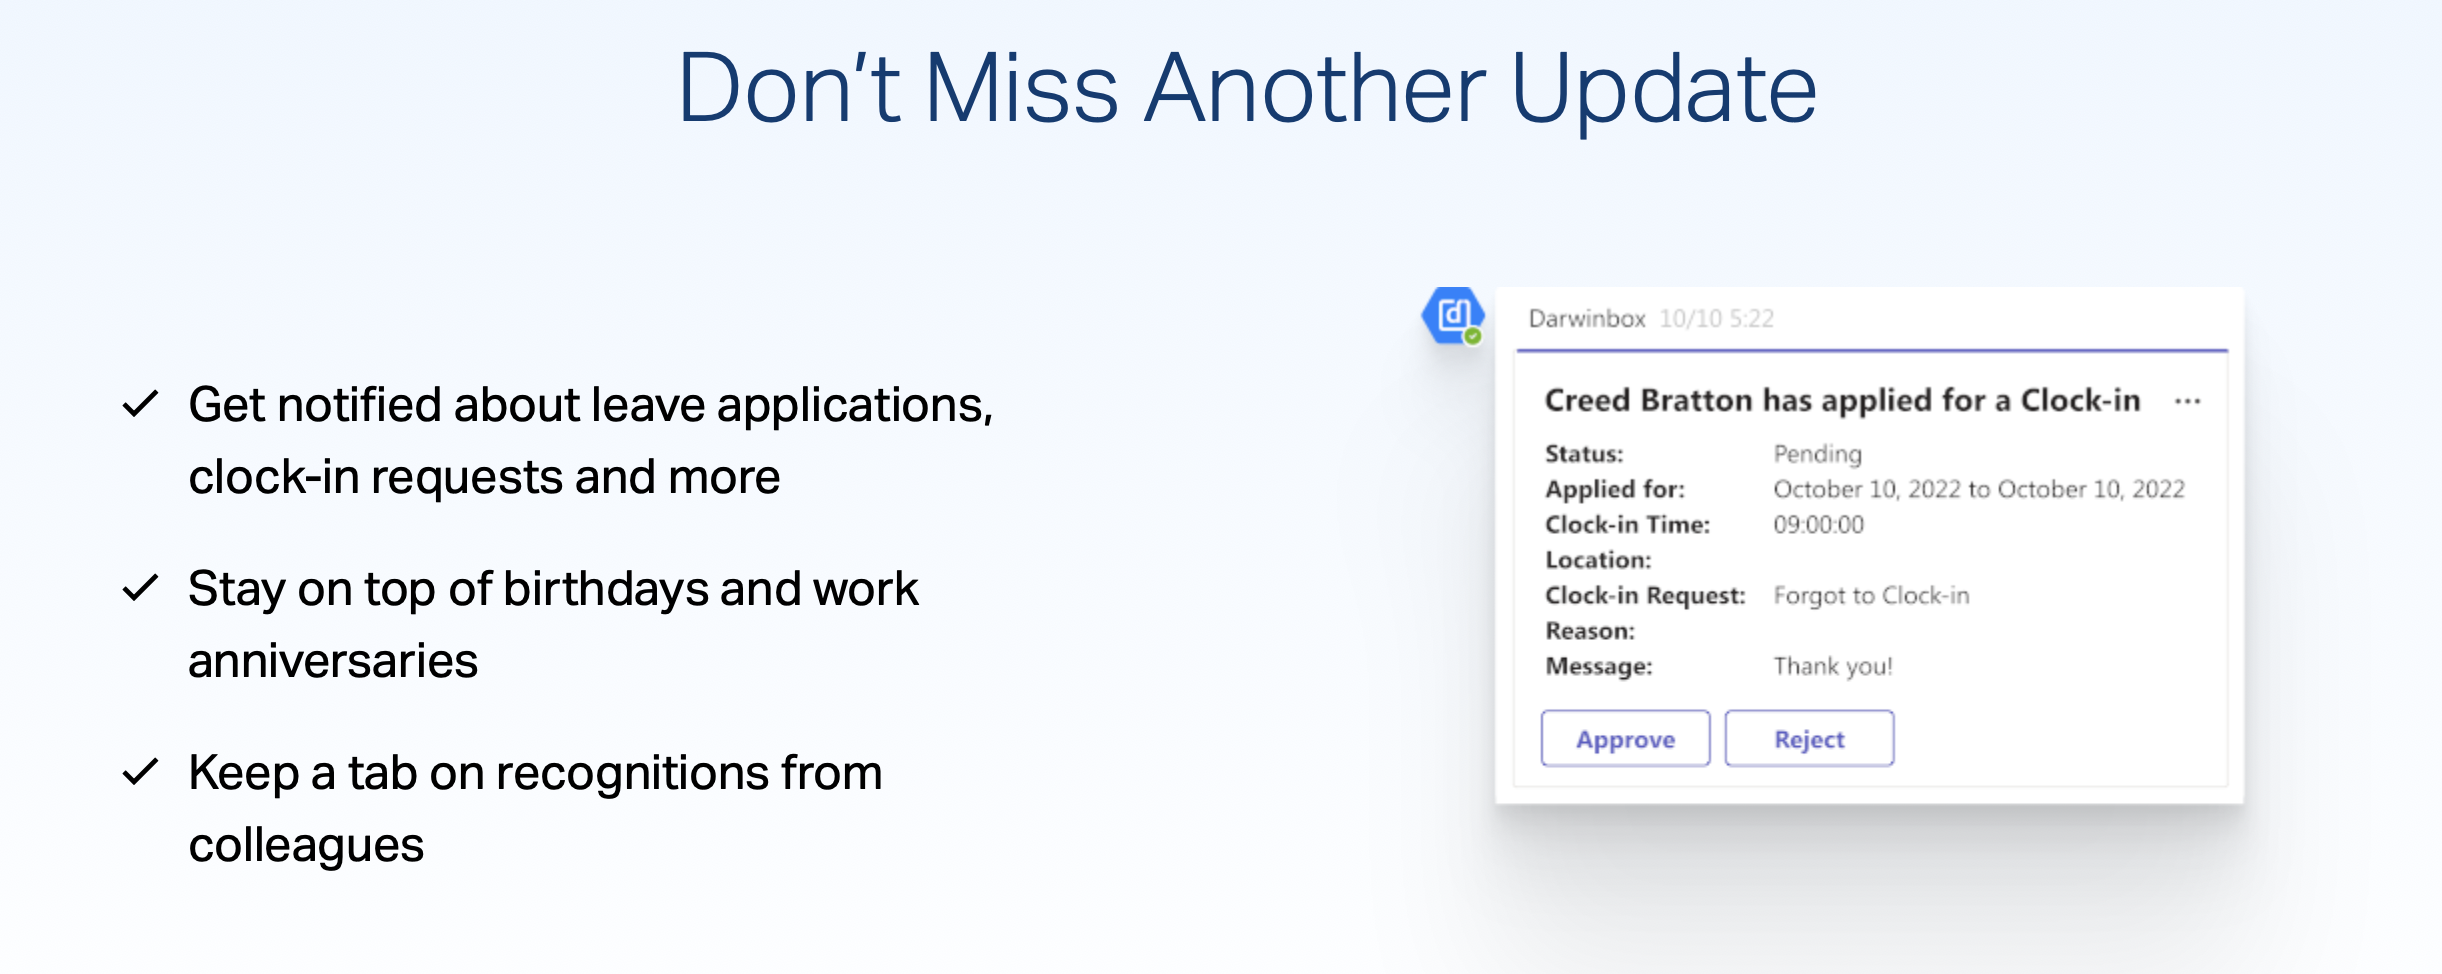 Don't Miss Another Update
Get notified about leave applications,
clock-in requests and more
Stay on top of birthdays and work
anniversaries
Keep a tab on recognitions from
colleagues
Darwinbox 10/10 5:22
Creed Bratton has applied for a Clock-in ...
Status: Pending
Applied for: October 10, 2022 to October 10, 2022
Clock-in Time: 09:00:00
Location:
Clock-in Request: Forgot to Clock-in
Reason:
Message: Thank you!
Approve Reject